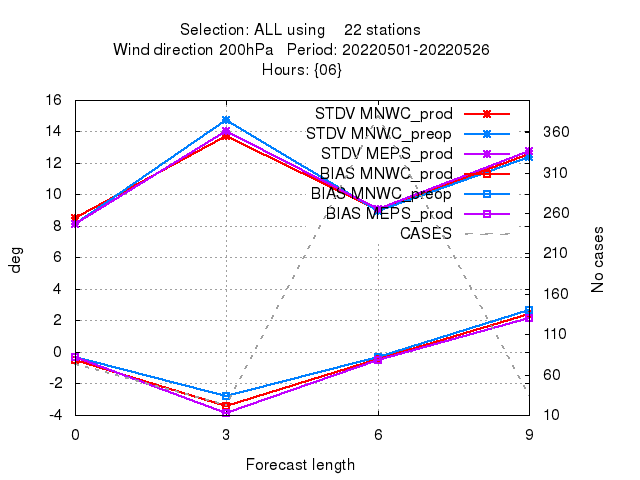 Selection: ALL using 22 stations
Wind direction 200hPa Period: 20220501-20220526
Hours: {06}
STDV MNWC_prod
STDV MNWC_preop
STDV MEPS_prod
BIAS MNWC_prod
BIAS MNWC_preop
BIAS MEPS_prod
CASES
16
14
12
10
8
6
4
2
0
-2
-4
deg
360
310
260
210
160
110
60
10
No cases
0 3 6 9
Forecast length